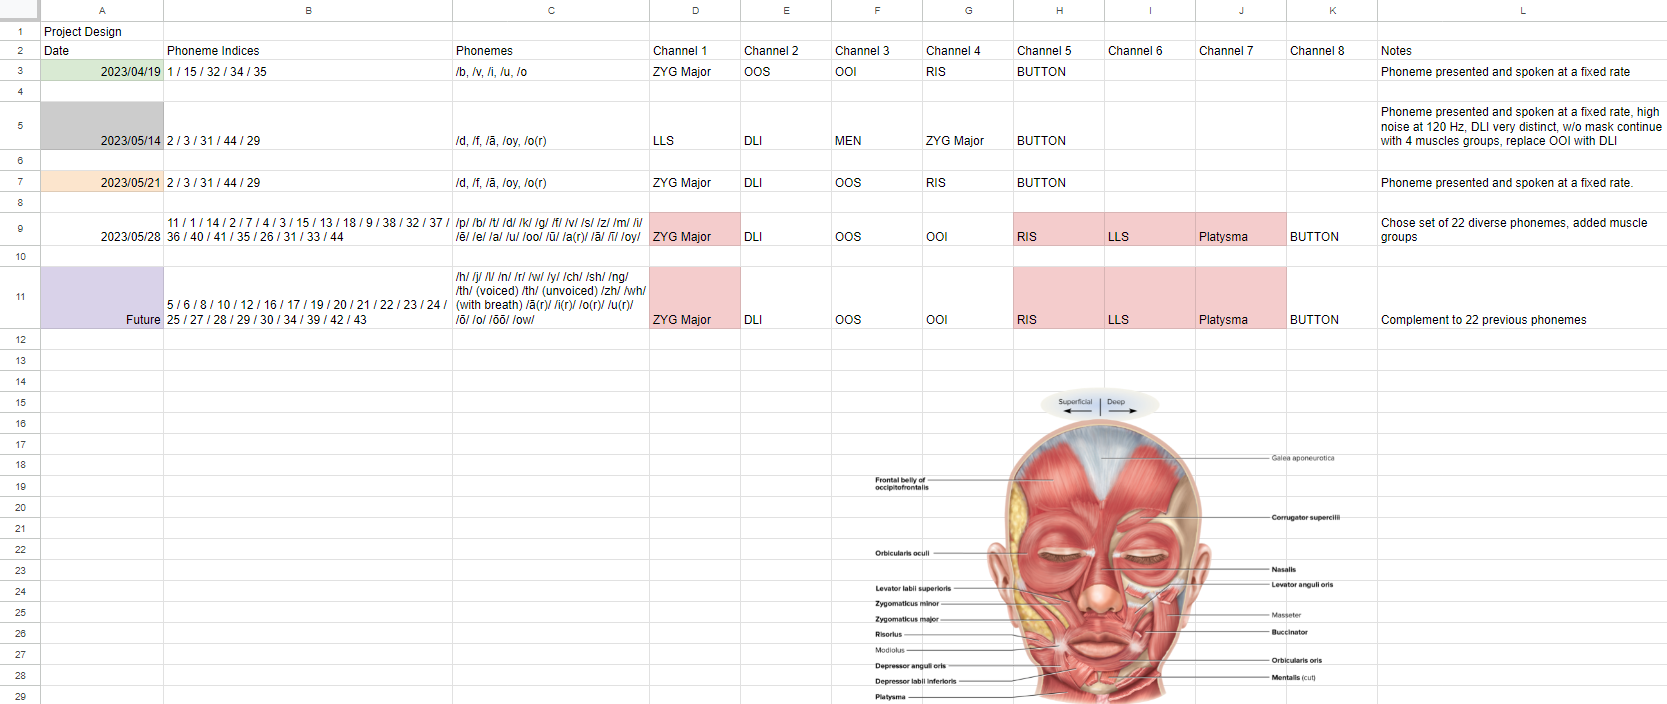 A B C D E F G H I J K L
1 Project Design
2 Date Phoneme Indices Phonemes Channel 1 Channel 2 Channel 3 Channel 4 Channel 5 Channel 6 Channel 7 Channel 8 Notes
3 2023/04/19 1 / 15 / 32 / 34 / 35 /b, /v, /i, /u, /o ZYG Major OOS OOI RIS BUTTON Phoneme presented and spoken at a fixed rate
4
Phoneme presented and spoken at a fixed rate, high
5 noise at 120 Hz, DLI very distinct, w/o mask continue
2023/05/14 2 / 3 / 31 / 44 / 29 /d, /f, /ā, /oy, /o(r) LLS DLI MEN ZYG Major BUTTON with 4 muscles groups, replace OOI with DLI
6
7 2023/05/21 2 / 3 / 31 / 44 / 29 /d, /f, /ā, /oy, /o(r) ZYG Major DLI OOS RIS BUTTON Phoneme presented and spoken at a fixed rate.
8
9 11 / 1 / 14 / 2 / 7 / 4 / 3 / 15 / 13 / 18 / 9 / 38 / 32 / 37 / /p/ /b/ /t/ /d/ /k/ /g/ /f/ /v/ /s/ /z/ /m/ /i/ Chose set of 22 diverse phonemes, added muscle
2023/05/28 36 / 40 / 41 / 35 / 26 / 31 / 33 / 44 /ē/ /e/ /a/ /u/ /oo/ /ū/ /a(r)/ /ā/ /ī/ /oy/ ZYG Major DLI OOS OOI RIS LLS Platysma BUTTON groups
10
/h/ /j/ /l/ /n/ /r/ /w/ /y/ /ch/ /sh/ /ng/
11 /th/ (voiced) /th/ (unvoiced) /zh/ /wh/
5 / 6 / 8 / 10 / 12 / 16 / 17 / 19 / 20 / 21 / 22 / 23 / 24 / (with breath) /ā(r)/ /i(r)/ /o(r)/ /u(r)/
Future 25 / 27 / 28 / 29 / 30 / 34 / 39 / 42 / 43 /ō/ /o/ /ōō/ /ow/ ZYG Major DLI OOS OOI RIS LLS Platysma BUTTON Complement to 22 previous phonemes
12
13
14
15 Superficial Deep
16
17
18 Galea aponeurotica
19 Frontal belly of
occipitofrontalis
20
21 Corrugator supercilii
22 Orbicularis oculi
23 Nasalis
24 Levator labii superioris Levator anguli oris
25 Zygomaticus minor Masseter
Zygomaticus major
26 Risorius Buccinator
27 Modiolus Orbicularis oris
Depressor anguli oris
28 Depressor labii inferioris Mentalis (cut)
29 Platysma